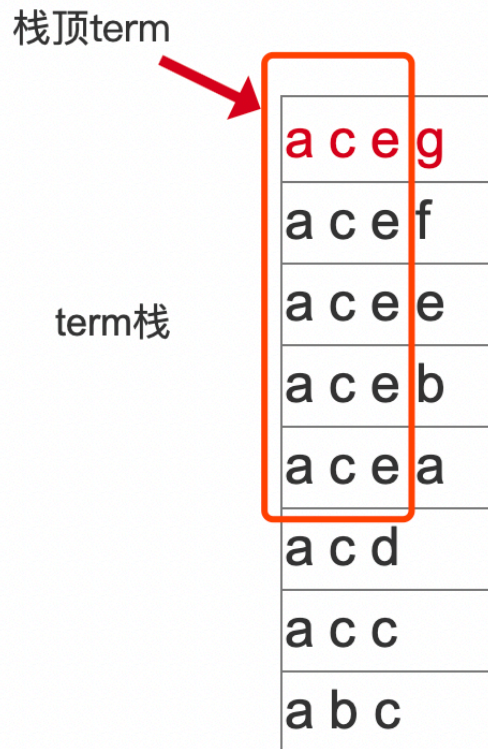 栈顶term
a c e g
a c e f
term栈
a c e e
a c e b
a c e a
a c d
a c c
a b c